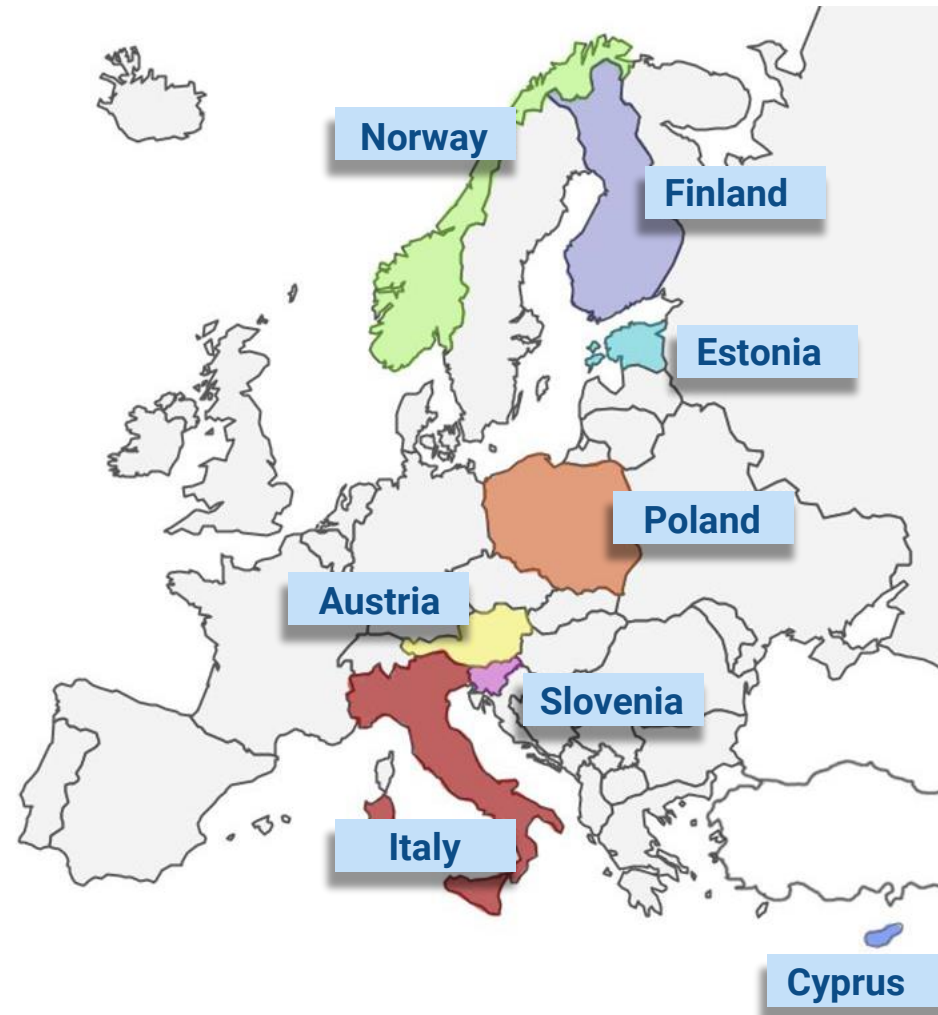 Norway
Finland
Estonia
Poland
Austria
Slovenia
Italy
Cyprus